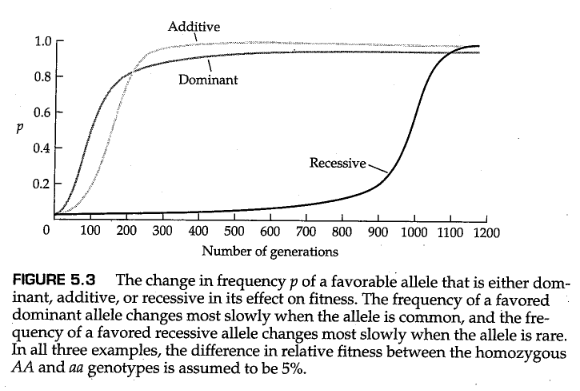 Additive
1.0
0.8
Dominant
0.6
p
0.4
Recessive
0.2
0 100 200 300 400 500 600 700 800 900 1000 1100 1200
Number of generations
FIGURE 5.3 The change in frequency p of a favorable allele that is either dom-
inant, additive, or recessive in its effect on fitness. The frequency of a favored
dominant allele changes most slowly when the allele is common, and the fre-
quency of a favored recessive allele changes most slowly when the allele is rare.
In all three examples, the difference in relative fitness between the homozygous
AA and aa genotypes is assumed to be 5%.